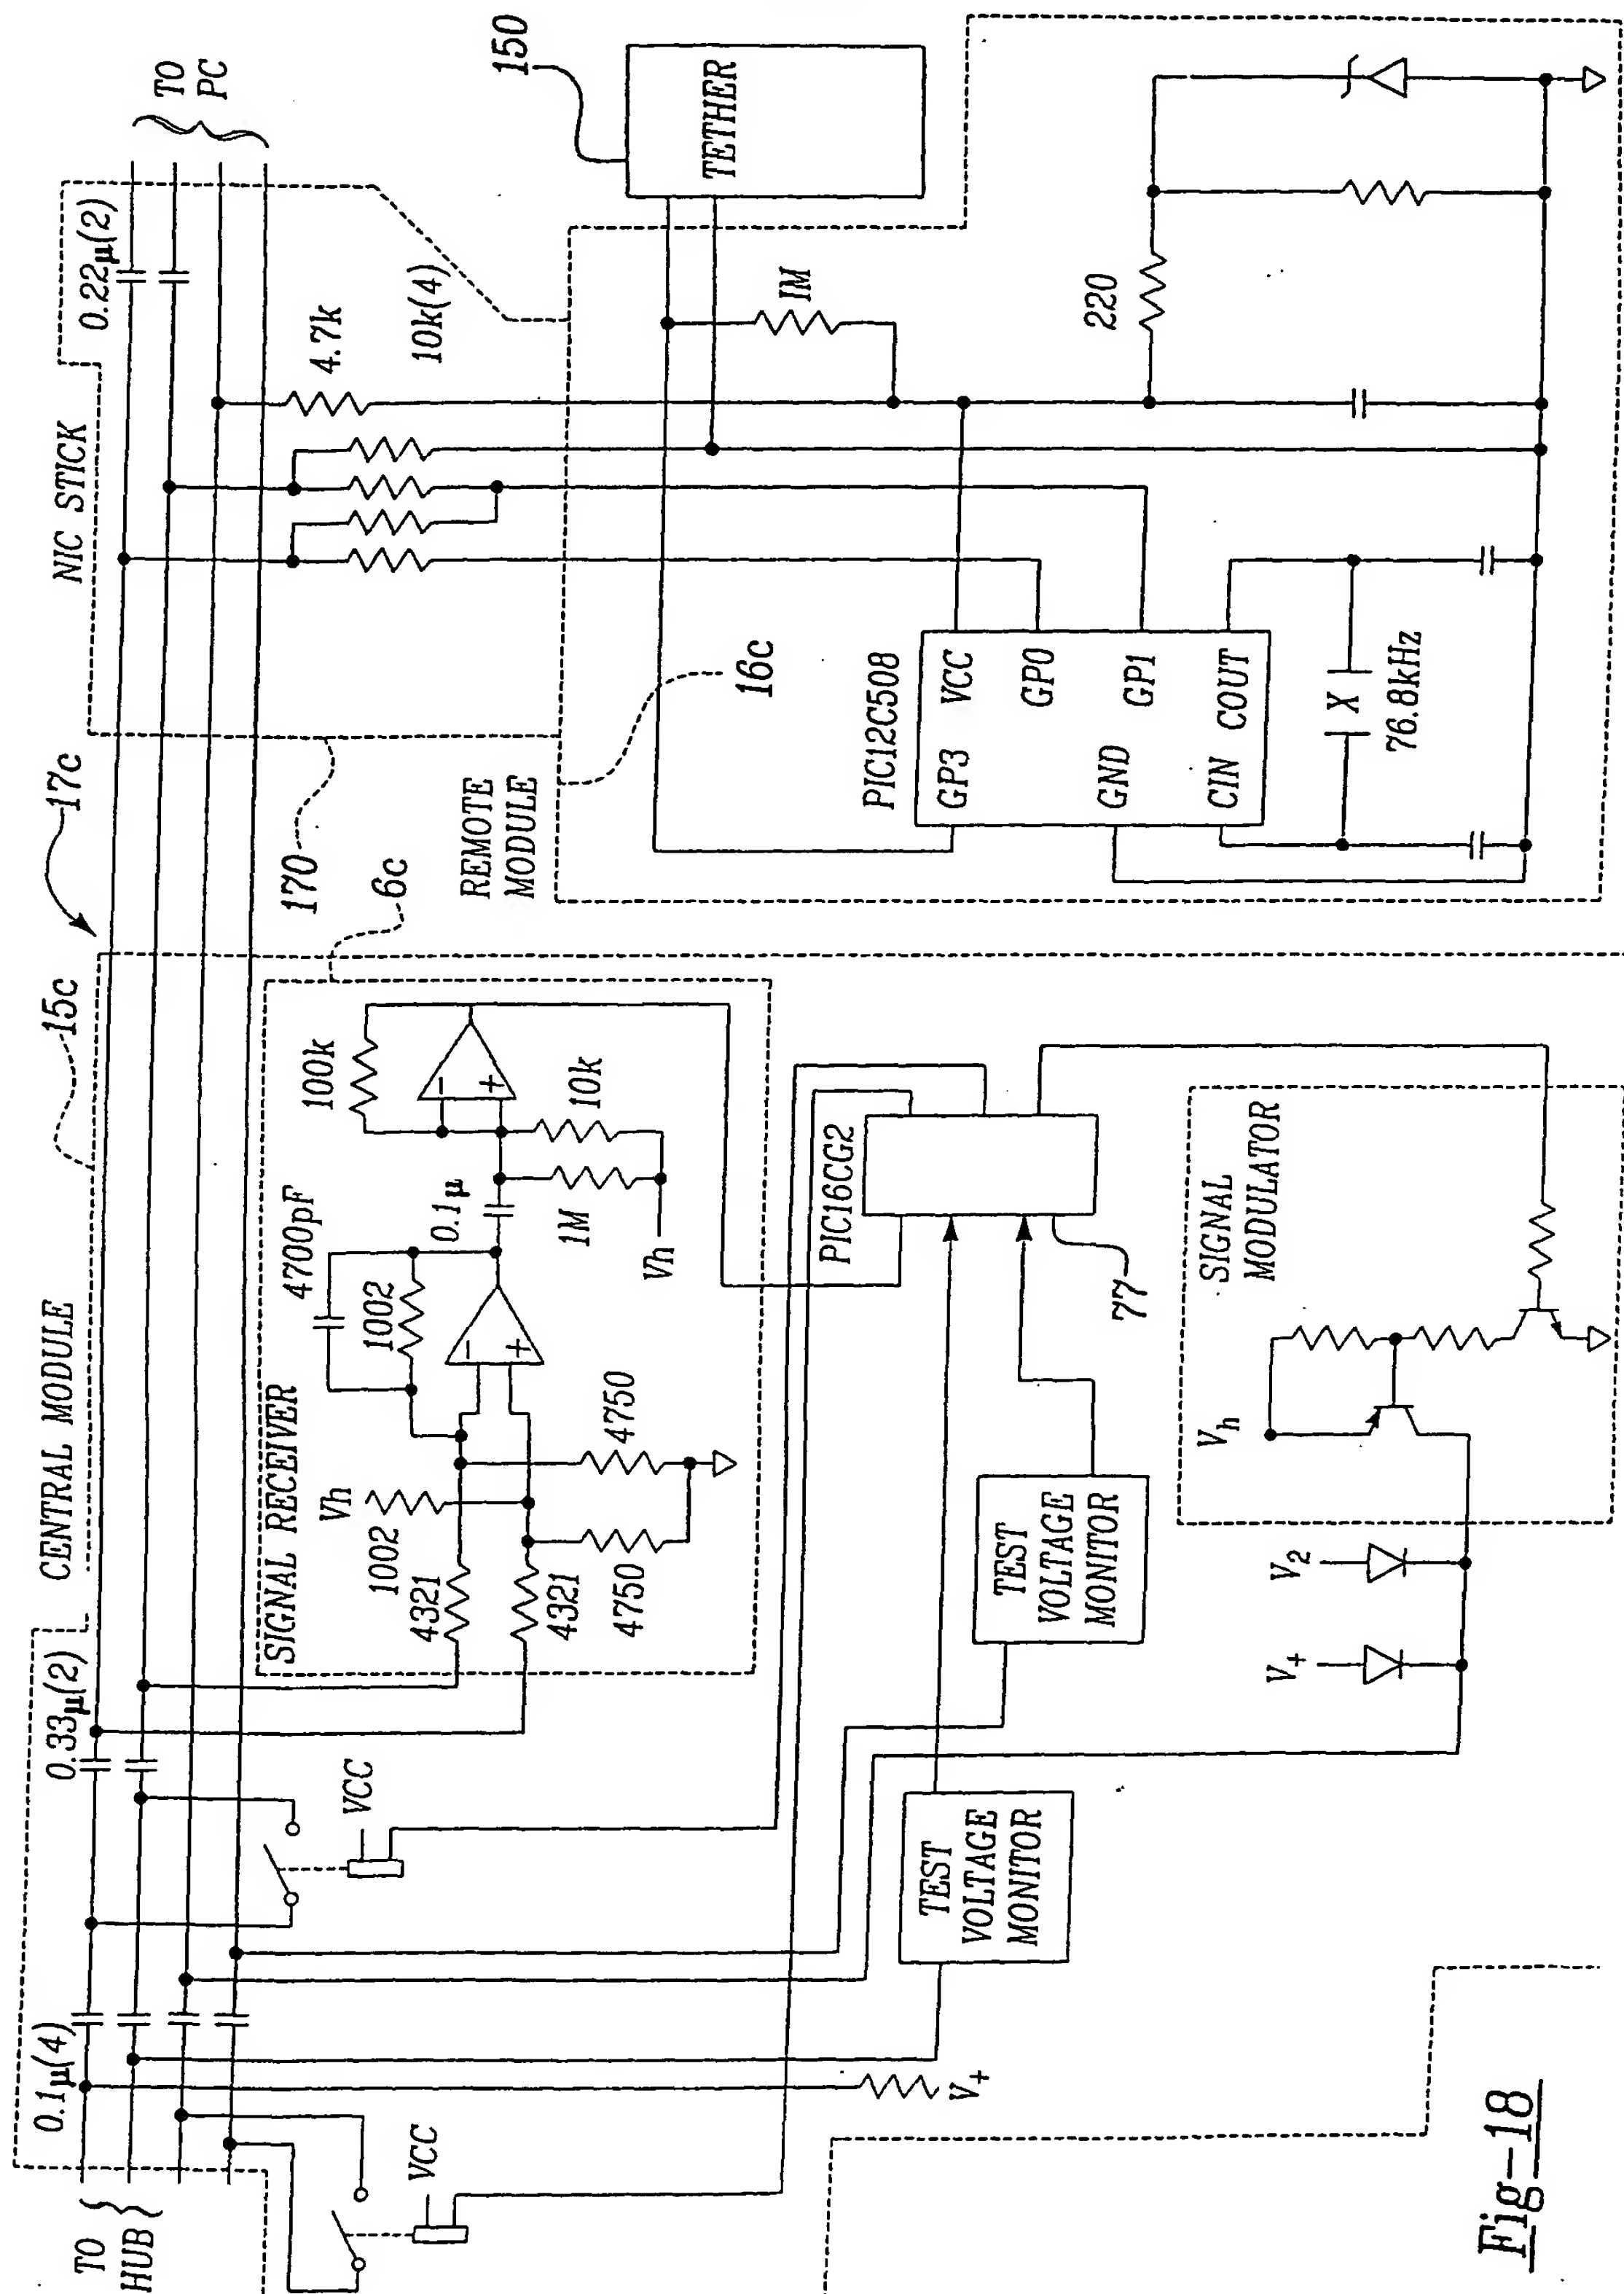 17c
15c
CENTRAL MODULE
NIC STICK
TO
HUB
0.1μ(4)
0.33μ(2)
0.22μ(2)
TO
PC
VCC
VCC
V+
SIGNAL RECEIVER
4321
4321
1002
Vh
4750
4750
4700pF
1002
-
+
0.1μ
1M
Vh
10k
100k
-
+
6c
170
REMOTE
MODULE
16c
4.7k
10k(4)
150
TETHER
1M
220
PIC12C508
GP3
VCC
GP0
GND
GP1
CIN
COUT
X
76.8kHz
PIC16CG2
77
TEST
VOLTAGE
MONITOR
TEST
VOLTAGE
MONITOR
V+
V2
SIGNAL
MODULATOR
Vh
Fig-18